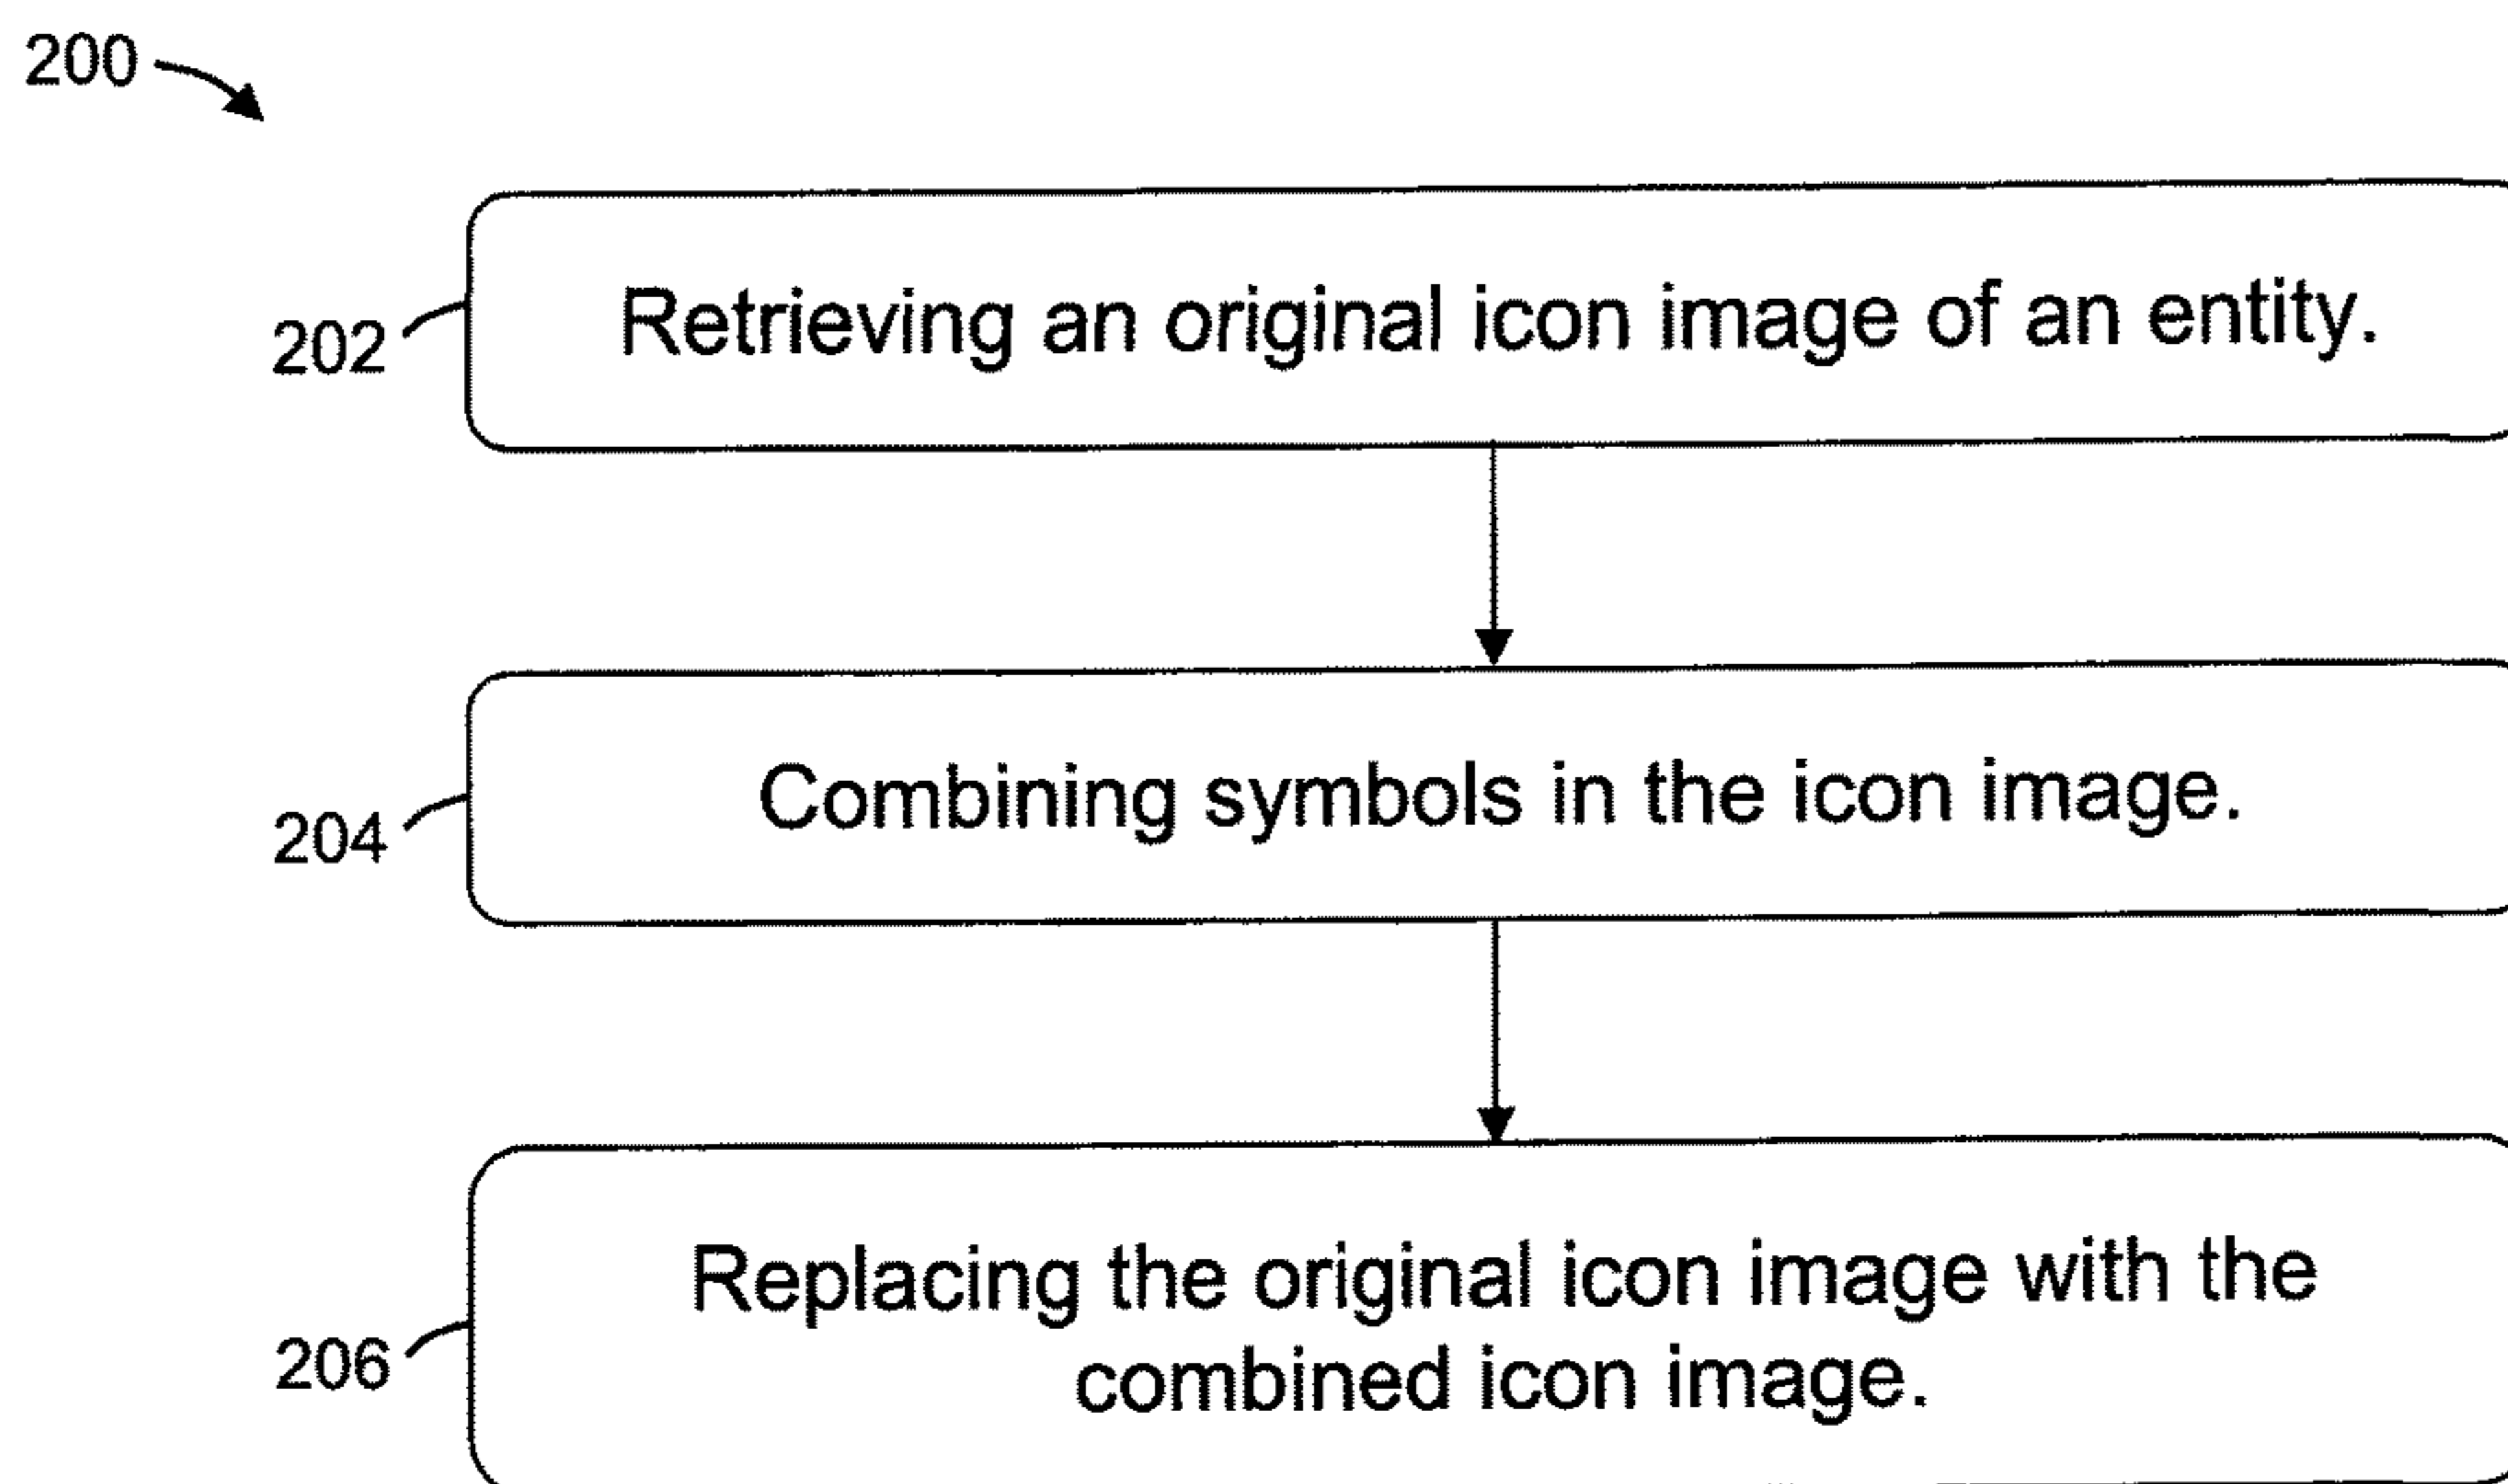 200
202
Retrieving an original icon image of an entity.
204
Combining symbols in the icon image.
206
Replacing the original icon image with the
combined icon image.